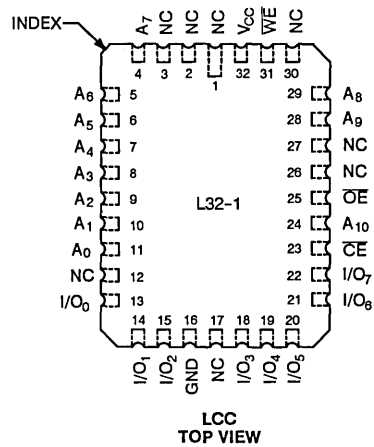 INDEX
A7 NC NC NC VCC W̅E̅ NC
4 3 2 1 32 31 30
A6 5 29 A8
A5 6 28 A9
A4 7 27 NC
A3 8 26 NC
A2 9 L32-1 25 O̅E̅
A1 10 24 A10
A0 11 23 C̅E̅
NC 12 22 I/O7
I/O0 13 21 I/O6
14 15 16 17 18 19 20
I/O1 I/O2 GND NC I/O3 I/O4 I/O5
LCC
TOP VIEW